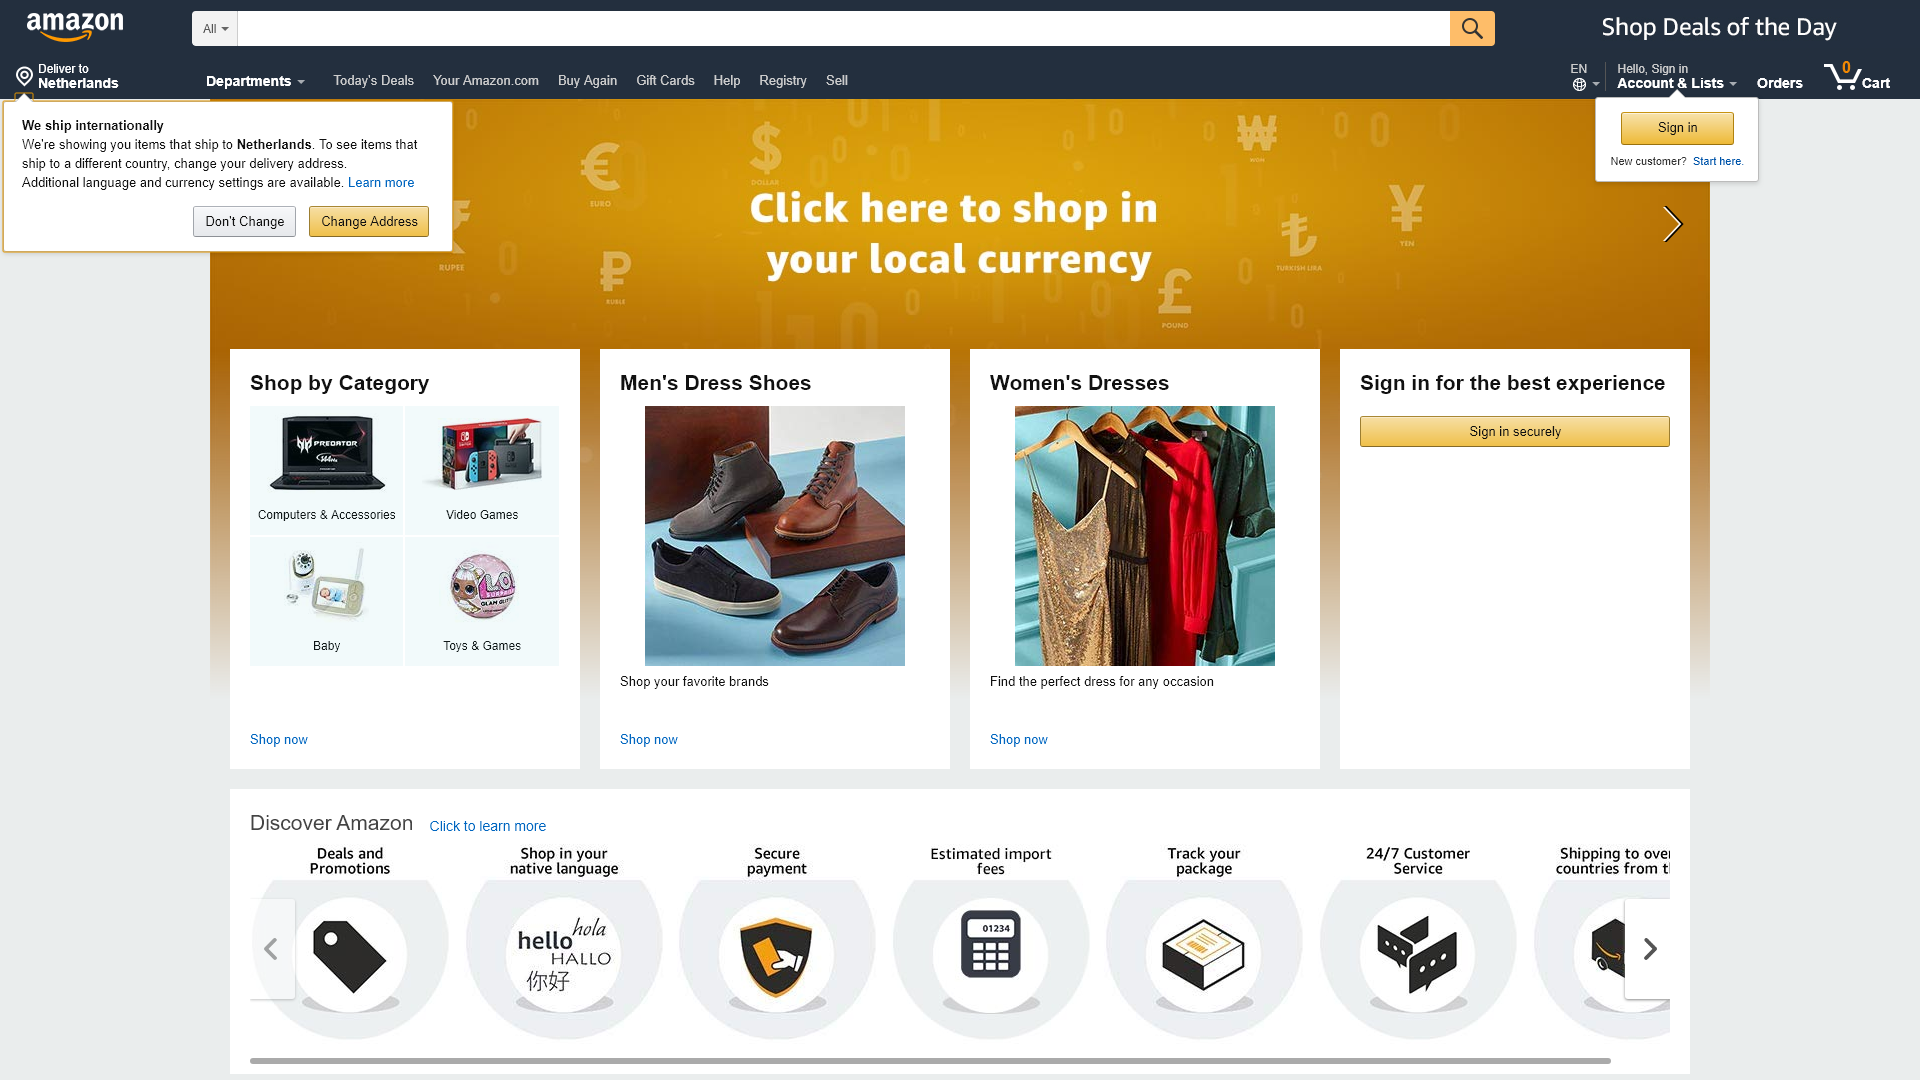 amazon
All
Shop Deals of the Day
Deliver to
Netherlands
Departments
Today's Deals
Your Amazon.com
Buy Again
Gift Cards
Help
Registry
Sell
EN
Hello, Sign in
Account & Lists
Orders
0
Cart
We ship internationally
We're showing you items that ship to Netherlands. To see items that
ship to a different country, change your delivery address.
Additional language and currency settings are available. Learn more
Don't Change
Change Address
Sign in
New customer? Start here.
€
EURO
$
DOLLAR
₩
WON
¥
YEN
₺
TURKISH LIRA
RUPEE
₽
RUBLE
£
POUND
Click here to shop in
your local currency
Shop by Category
PREDATOR
Computers & Accessories
Video Games
Baby
L.O.L.
SURPRISE
GLAM GLITTER
Toys & Games
Shop now
Men's Dress Shoes
Shop your favorite brands
Shop now
Women's Dresses
Find the perfect dress for any occasion
Shop now
Sign in for the best experience
Sign in securely
Discover Amazon
Click to learn more
Deals and
Promotions
Shop in your
native language
hola
hello
HALLO
你好
Secure
payment
Estimated import
fees
01234
Track your
package
24/7 Customer
Service
Shipping to over
countries from